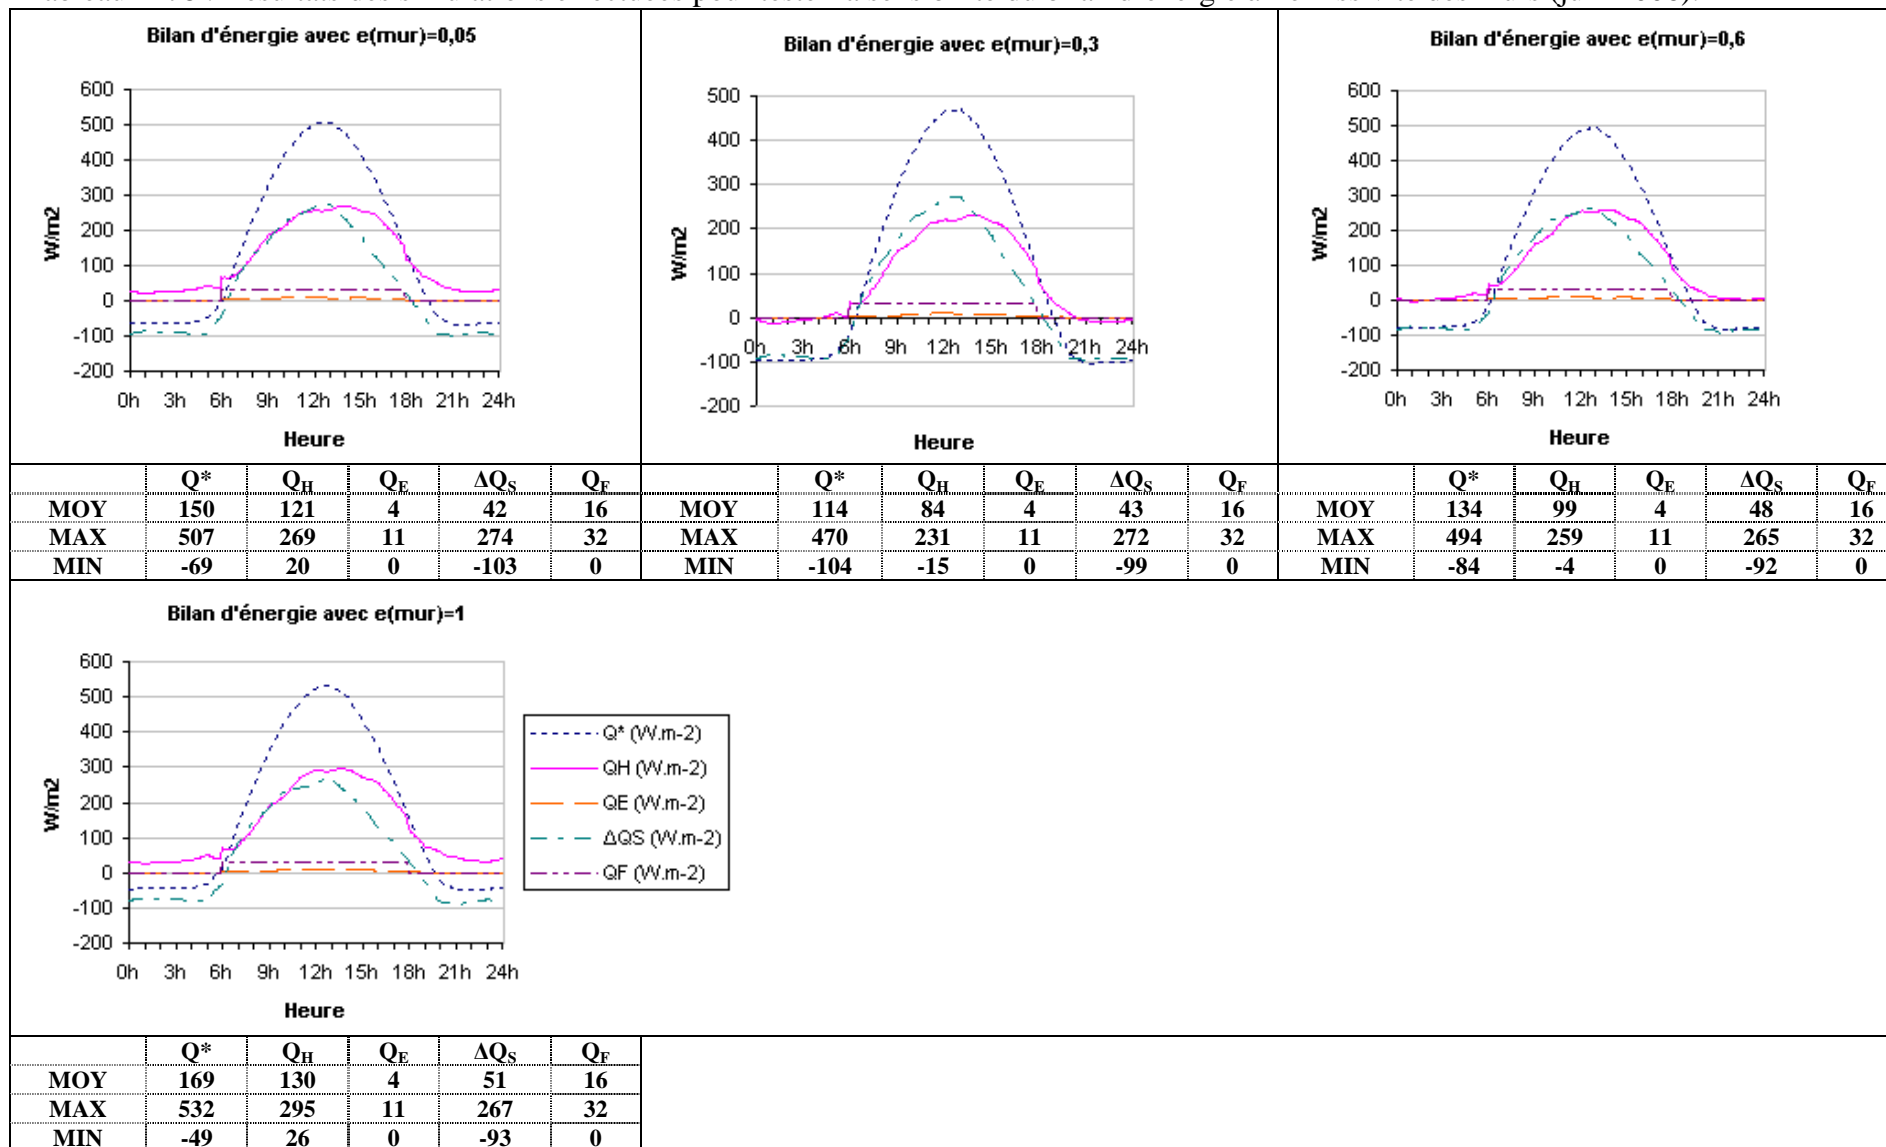 Bilan d'énergie avec e(mur)=0,05
600
500
400
300
200
100
0
-100
-200
W/m2
0h 3h 6h 9h 12h 15h 18h 21h 24h
Heure
Bilan d'énergie avec e(mur)=0,3
500
400
300
200
100
0
-100
-200
W/m2
0h 3h 6h 9h 12h 15h 18h 21h 24h
Heure
Bilan d'énergie avec e(mur)=0,6
600
500
400
300
200
100
0
-100
-200
W/m2
0h 3h 6h 9h 12h 15h 18h 21h 24h
Heure
Q* QH QE ΔQS QF
MOY 150 121 4 42 16
MAX 507 269 11 274 32
MIN -69 20 0 -103 0
Q* QH QE ΔQS QF
MOY 114 84 4 43 16
MAX 470 231 11 272 32
MIN -104 -15 0 -99 0
Q* QH QE ΔQS QF
MOY 134 99 4 48 16
MAX 494 259 11 265 32
MIN -84 -4 0 -92 0
Bilan d'énergie avec e(mur)=1
600
500
400
300
200
100
0
-100
-200
W/m2
0h 3h 6h 9h 12h 15h 18h 21h 24h
Heure
Q* (W.m-2)
QH (W.m-2)
QE (W.m-2)
ΔQS (W.m-2)
QF (W.m-2)
Q* QH QE ΔQS QF
MOY 169 130 4 51 16
MAX 532 295 11 267 32
MIN -49 26 0 -93 0